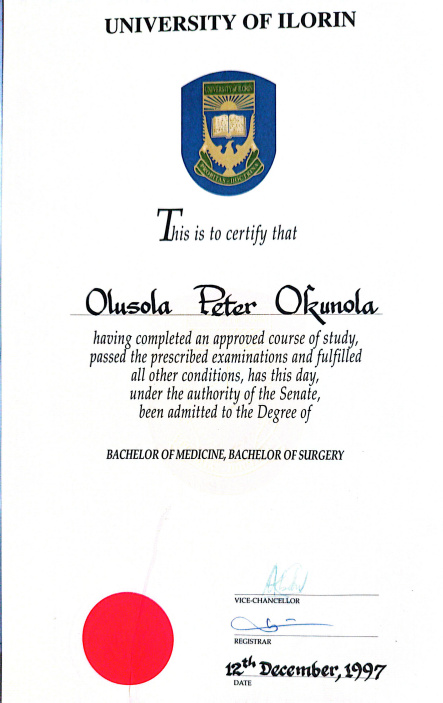 UNIVERSITY OF ILORIN
UNIVERSITY OF ILORIN
PROBITAS DOCTRINA
This is to certify that
Olusola Peter Okunola
having completed an approved course of study,
passed the prescribed examinations and fulfilled
all other conditions, has this day,
under the authority of the Senate,
been admitted to the Degree of
BACHELOR OF MEDICINE, BACHELOR OF SURGERY
VICE-CHANCELLOR
REGISTRAR
12th December, 1997
DATE